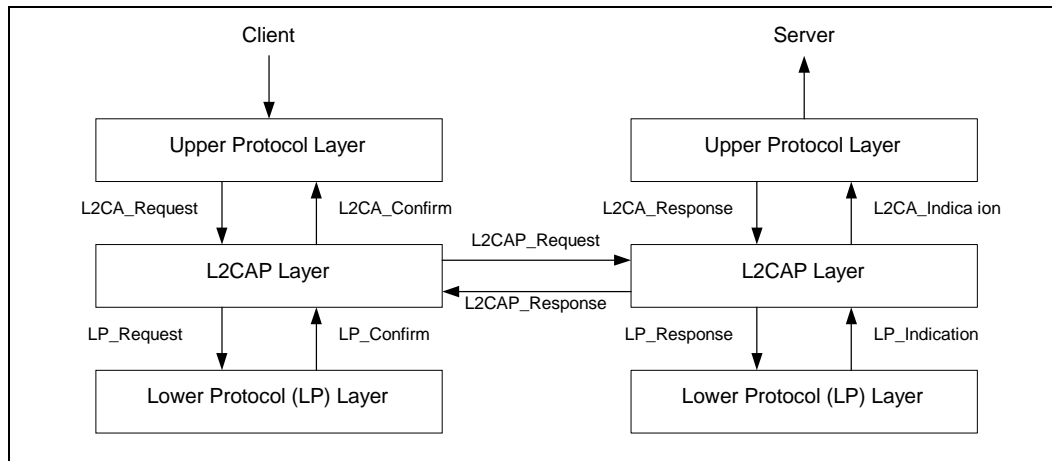 Client Server
Upper Protocol Layer Upper Protocol Layer
L2CA_Request L2CA_Confirm L2CA_Response L2CA_Indica ion
L2CAP_Request
L2CAP Layer L2CAP Layer
L2CAP_Response
LP_Request LP_Confirm LP_Response LP_Indication
Lower Protocol (LP) Layer Lower Protocol (LP) Layer